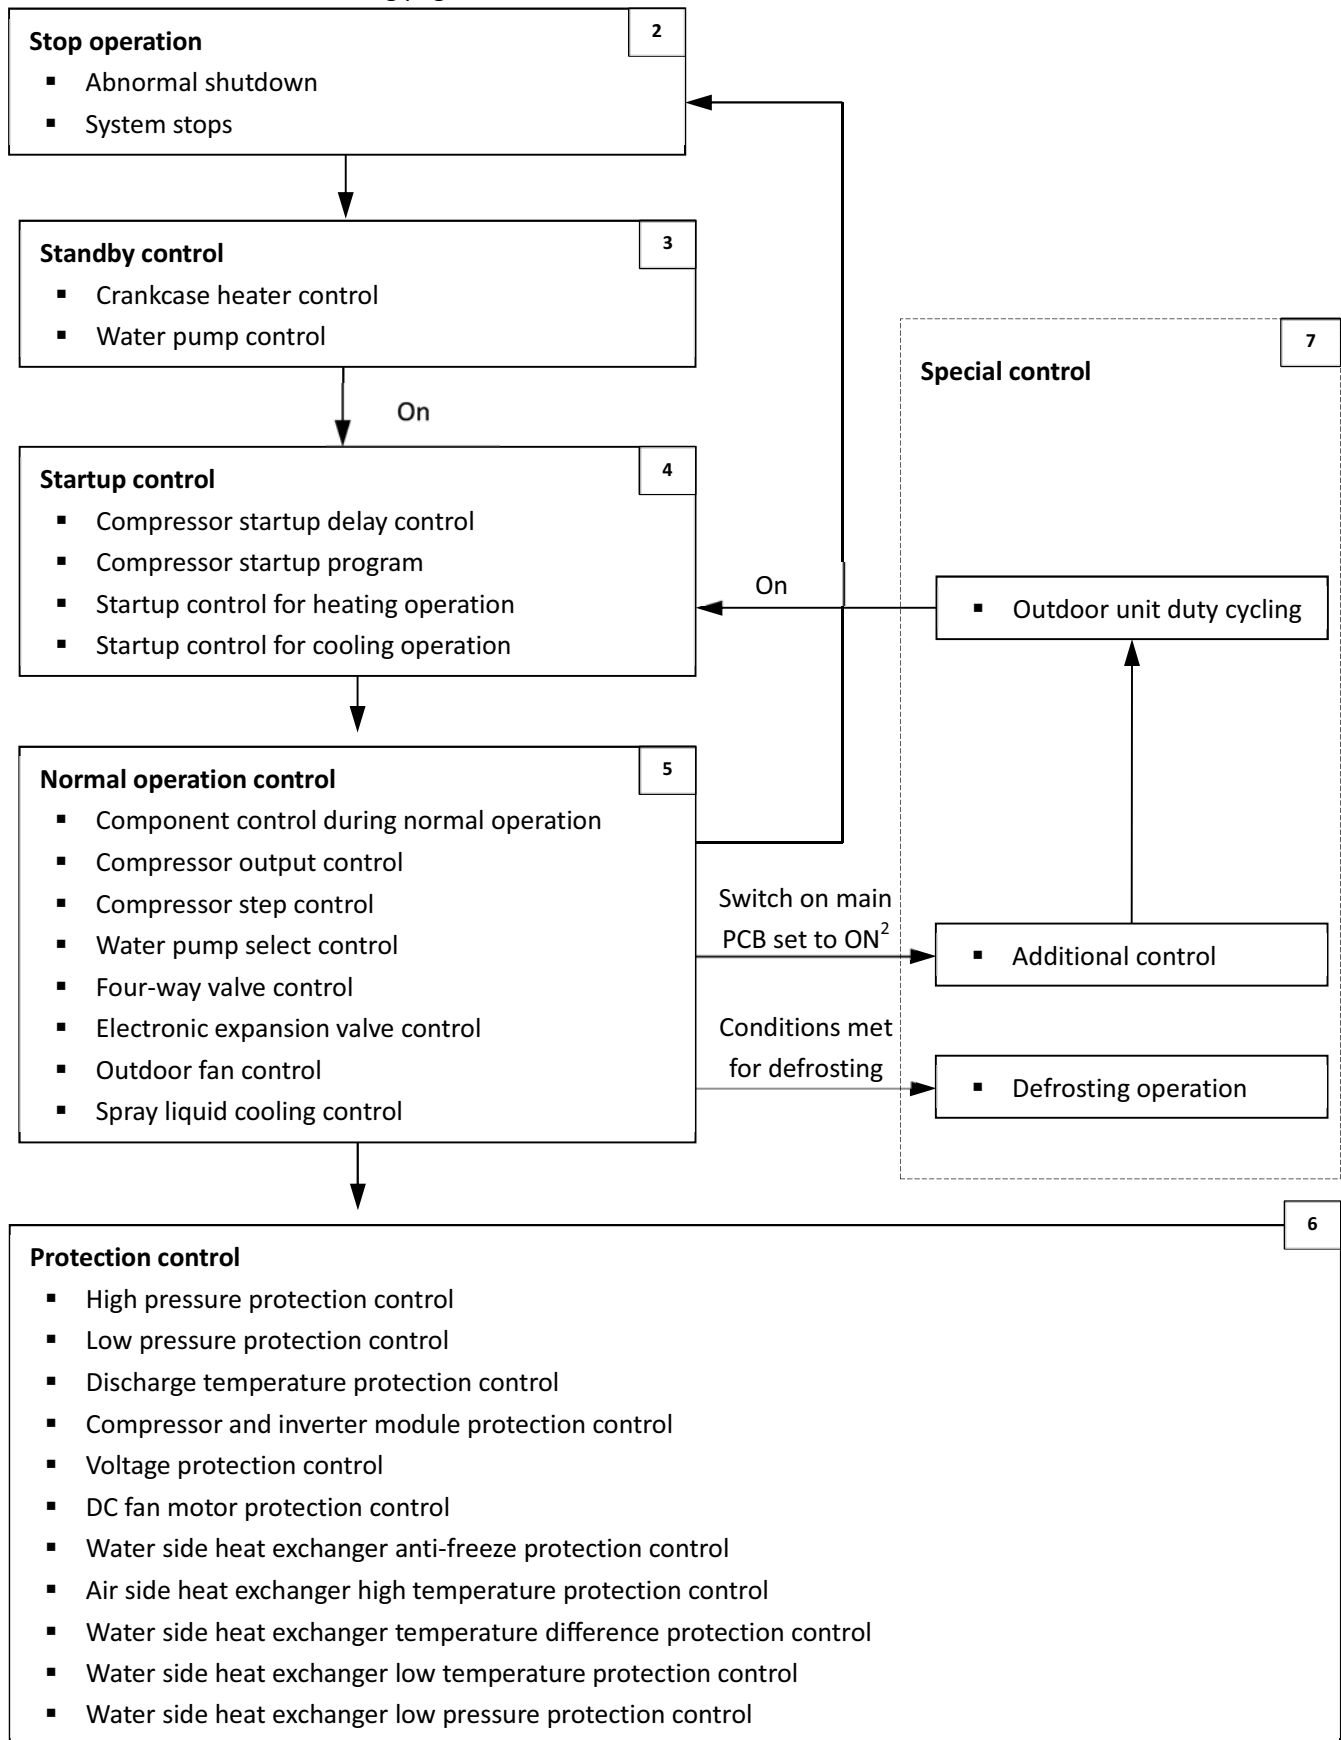 2
Stop operation
▪ Abnormal shutdown
▪ System stops
3
Standby control
▪ Crankcase heater control
▪ Water pump control
On
4
Startup control
▪ Compressor startup delay control
▪ Compressor startup program
▪ Startup control for heating operation
▪ Startup control for cooling operation
5
Normal operation control
▪ Component control during normal operation
▪ Compressor output control
▪ Compressor step control
▪ Water pump select control
▪ Four-way valve control
▪ Electronic expansion valve control
▪ Outdoor fan control
▪ Spray liquid cooling control
Switch on main
PCB set to ON²
Conditions met
for defrosting
7
Special control
On
▪ Outdoor unit duty cycling
▪ Additional control
▪ Defrosting operation
6
Protection control
▪ High pressure protection control
▪ Low pressure protection control
▪ Discharge temperature protection control
▪ Compressor and inverter module protection control
▪ Voltage protection control
▪ DC fan motor protection control
▪ Water side heat exchanger anti-freeze protection control
▪ Air side heat exchanger high temperature protection control
▪ Water side heat exchanger temperature difference protection control
▪ Water side heat exchanger low temperature protection control
▪ Water side heat exchanger low pressure protection control